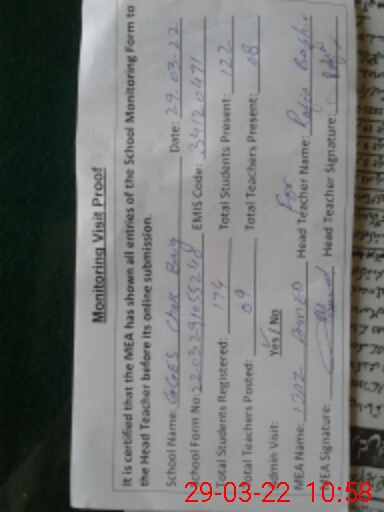 Monitoring Visit Proof
It is certified that the MEA has shown all entries of the School Monitoring Form to
the Head Teacher before its online submission.
School Name: GGES Chak Baig Date: 29.03.22
School Form No: EMIS Code: 34120471
Total Students Registered: 174 Total Students Present: 122
Total Teachers Posted: 09 Total Teachers Present: 08
Admin Visit: Yes / No
MEA Name: IJAZ AHMED Head Teacher Name: For Rafia Bashir
MEA Signature: Head Teacher Signature:
29-03-22 10:58